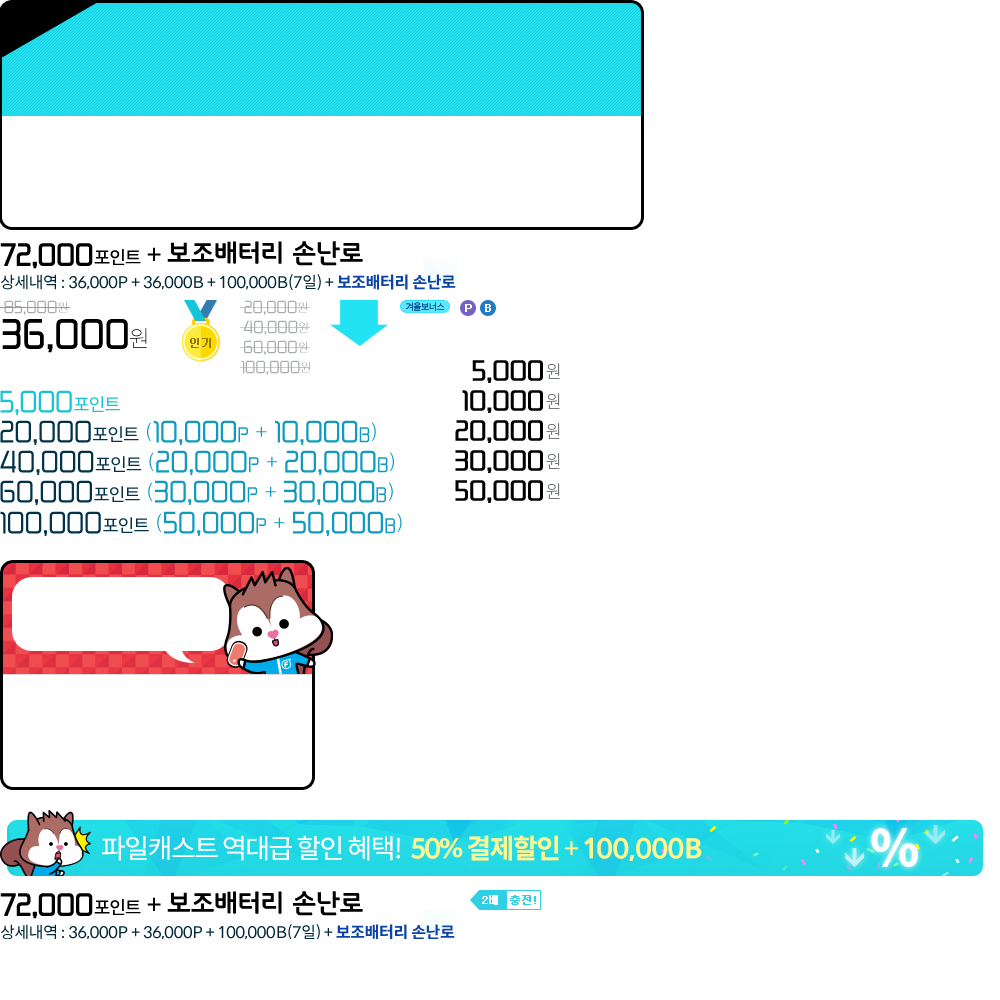 72,000포인트 + 보조배터리 손난로
상세내역 : 36,000P + 36,000B + 100,000B(7일) + 보조배터리 손난로
85,000원
36,000원
인기
20,000원
40,000원
60,000원
100,000원
겨울보너스
P B
5,000원
10,000원
20,000원
30,000원
50,000원
5,000포인트
20,000포인트 (10,000P + 10,000B)
40,000포인트 (20,000P + 20,000B)
60,000포인트 (30,000P + 30,000B)
100,000포인트 (50,000P + 50,000B)
파일캐스트 역대급 할인 혜택! 50% 결제할인 + 100,000B
%
72,000포인트 + 보조배터리 손난로
2배 충전!
상세내역 : 36,000P + 36,000P + 100,000B(7일) + 보조배터리 손난로